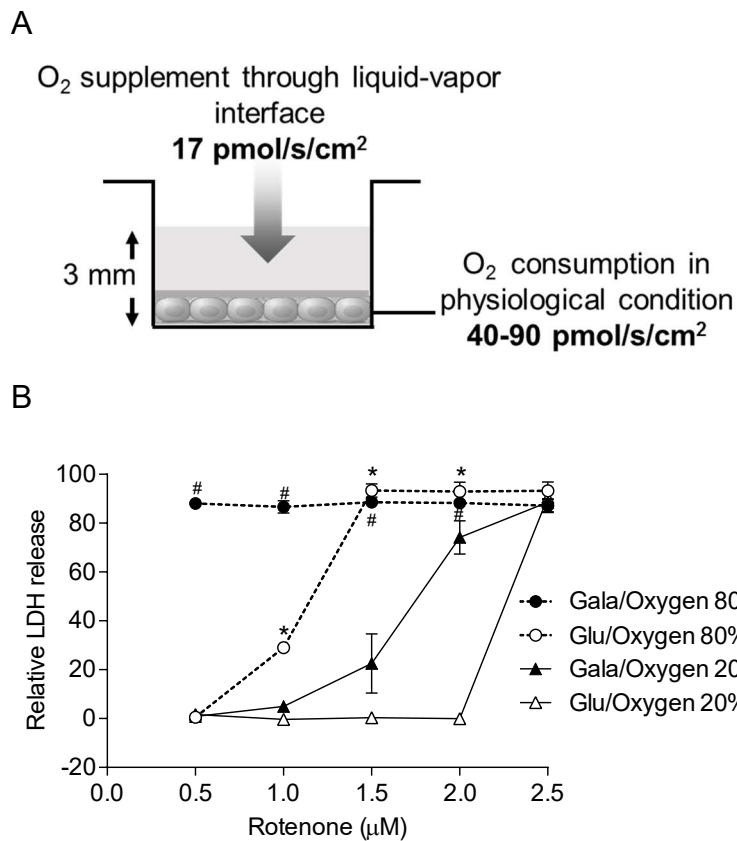 A
O₂ supplement through liquid-vapor
interface
17 pmol/s/cm²
3 mm
O₂ consumption in
physiological condition
40-90 pmol/s/cm²
B
Relative LDH release
100
80
60
40
20
0
-20
0.0 0.5 1.0 1.5 2.0 2.5
Rotenone (μM)
# # * *
# #
*
Gala/Oxygen 80
Glu/Oxygen 80%
Gala/Oxygen 20
Glu/Oxygen 20%